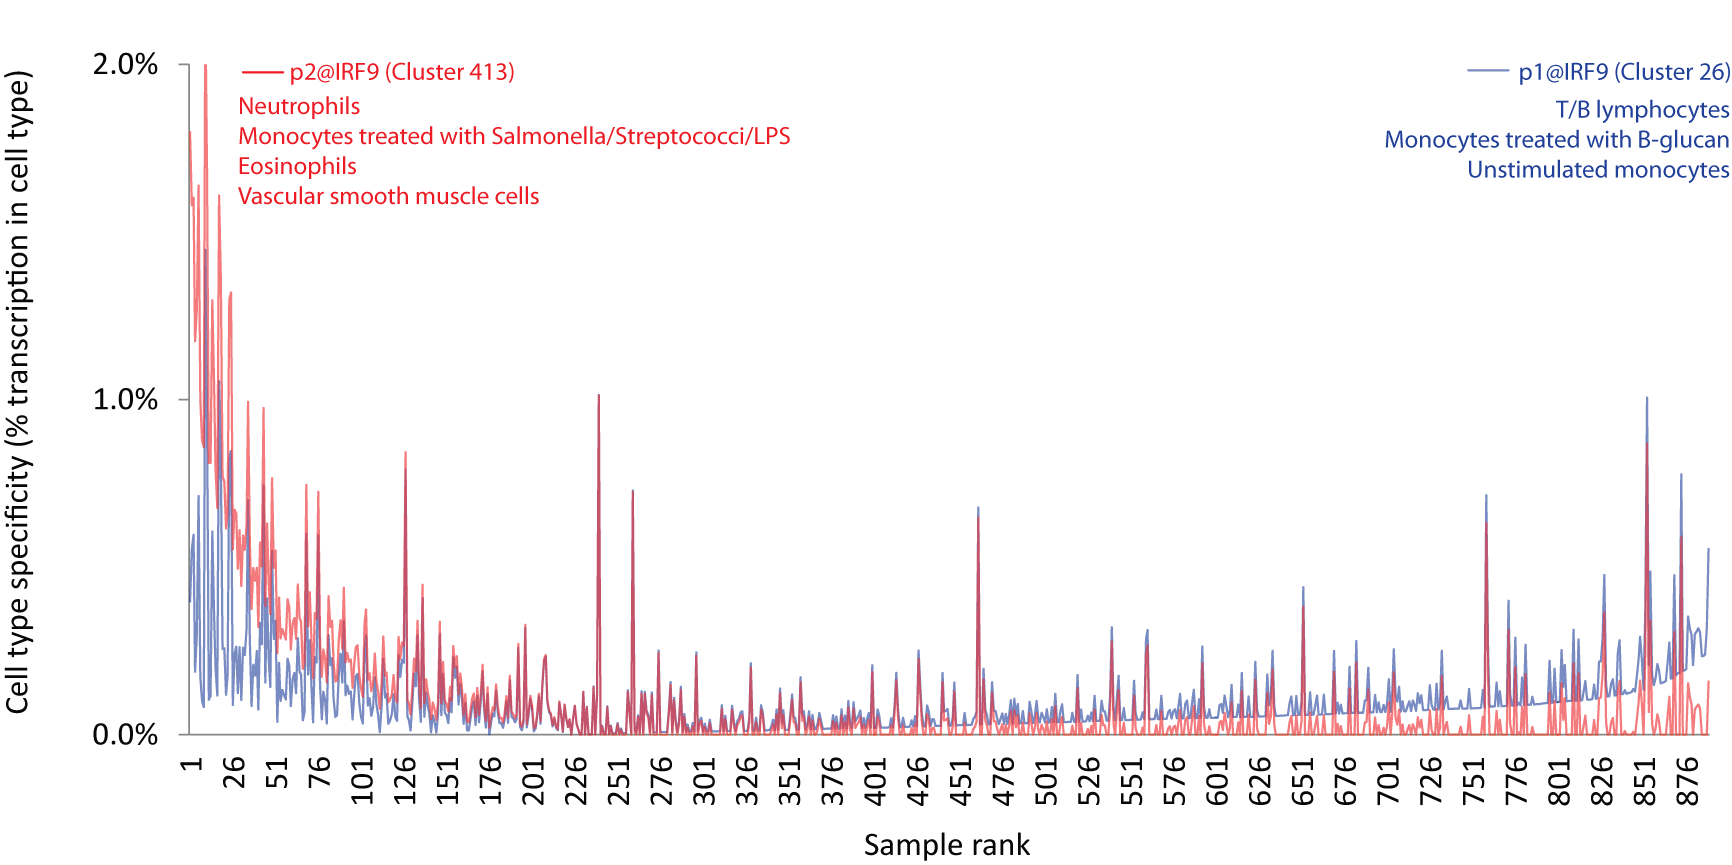 2.0%
1.0%
0.0%
Cell type specificity (% transcription in cell type)
p2@IRF9 (Cluster 413)
Neutrophils
Monocytes treated with Salmonella/Streptococci/LPS
Eosinophils
Vascular smooth muscle cells
p1@IRF9 (Cluster 26)
T/B lymphocytes
Monocytes treated with B-glucan
Unstimulated monocytes
1 26 51 76 101 126 151 176 201 226 251 276 301 326 351 376 401 426 451 476 501 526 551 576 601 626 651 676 701 726 751 776 801 826 851 876
Sample rank